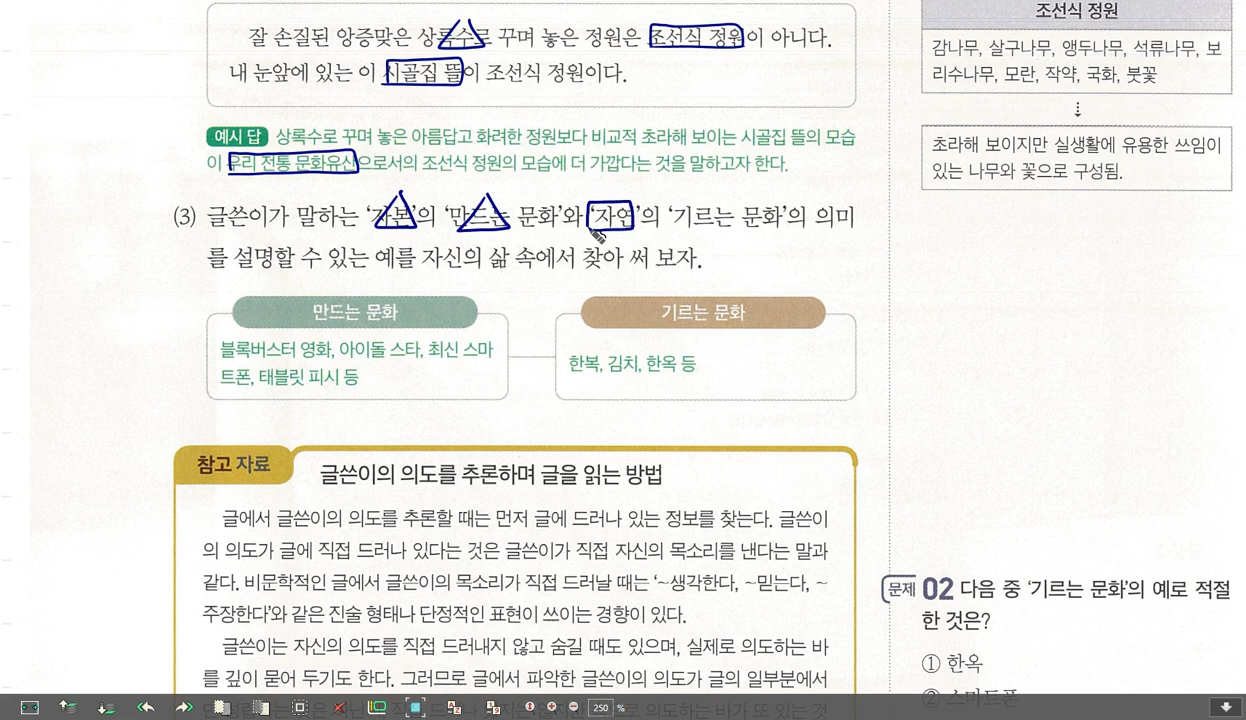 잘 손질된 앙증맞은 상록수로 꾸며 놓은 정원은 조선식 정원이 아니다.
내 눈앞에 있는 이 시골집 뜰이 조선식 정원이다.
예시 답 상록수로 꾸며 놓은 아름답고 화려한 정원보다 비교적 초라해 보이는 시골집 뜰의 모습
이 우리 전통 문화유산으로서의 조선식 정원의 모습에 더 가깝다는 것을 말하고자 한다.
(3) 글쓴이가 말하는 ‘자본’의 ‘만드는 문화’와 ‘자연’의 ‘기르는 문화’의 의미
를 설명할 수 있는 예를 자신의 삶 속에서 찾아 써 보자.
만드는 문화
블록버스터 영화, 아이돌 스타, 최신 스마
트폰, 태블릿 피시 등
기르는 문화
한복, 김치, 한옥 등
참고 자료
글쓴이의 의도를 추론하며 글을 읽는 방법
글에서 글쓴이의 의도를 추론할 때는 먼저 글에 드러나 있는 정보를 찾는다. 글쓴이
의 의도가 글에 직접 드러나 있다는 것은 글쓴이가 직접 자신의 목소리를 낸다는 말과
같다. 비문학적인 글에서 글쓴이의 목소리가 직접 드러날 때는 ‘~생각한다, ~믿는다, ~
주장한다’와 같은 진술 형태나 단정적인 표현이 쓰이는 경향이 있다.
글쓴이는 자신의 의도를 직접 드러내지 않고 숨길 때도 있으며, 실제로 의도하는 바
를 깊이 묻어 두기도 한다. 그러므로 글에서 파악한 글쓴이의 의도가 글의 일부분에서
조선식 정원
감나무, 살구나무, 앵두나무, 석류나무, 보
리수나무, 모란, 작약, 국화, 붓꽃
초라해 보이지만 실생활에 유용한 쓰임이
있는 나무와 꽃으로 구성됨.
문제 02 다음 중 ‘기르는 문화’의 예로 적절
한 것은?
① 한옥
② 스마트폰
250 %